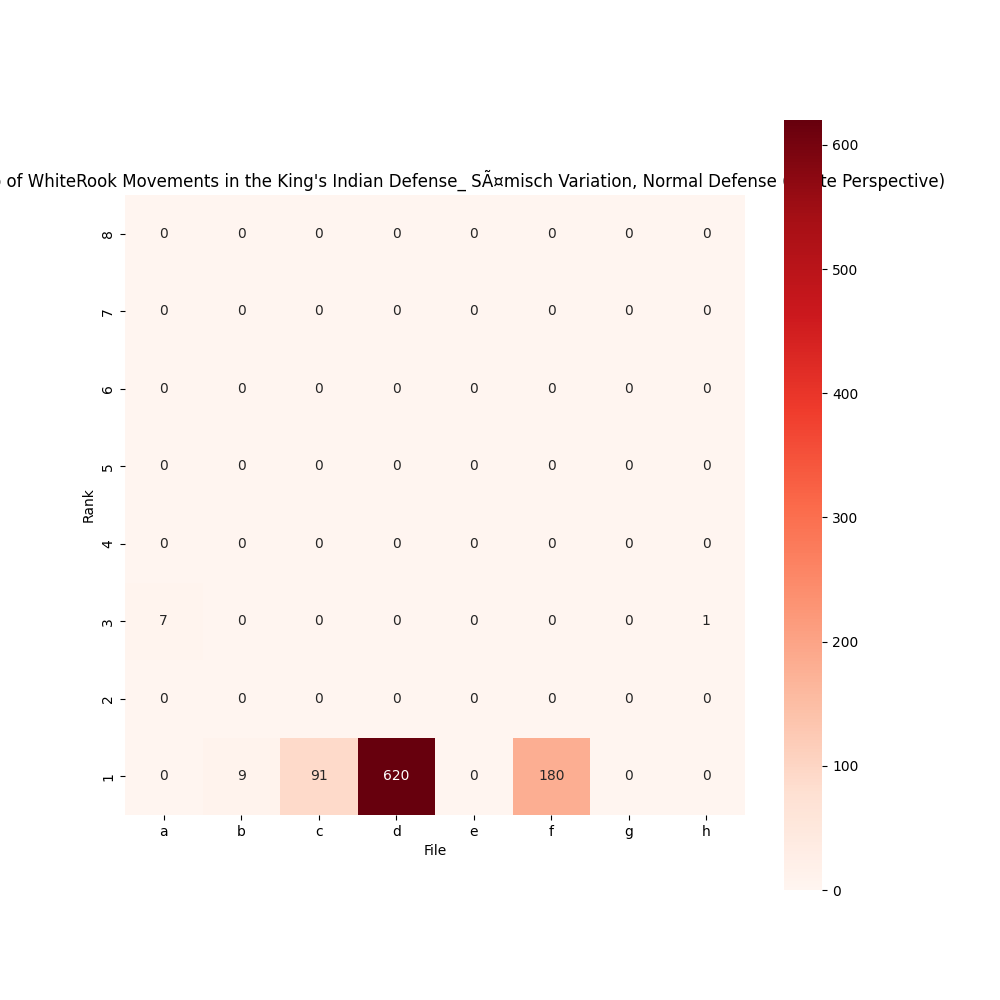 of WhiteRook Movements in the King's Indian Defense_ SÃ¤misch Variation, Normal Defense Perspective)
600
8 0 0 0 0 0 0 0 0
500
7 0 0 0 0 0 0 0 0
6 0 0 0 0 0 0 0 0
400
5 0 0 0 0 0 0 0 0
Rank
300
4 0 0 0 0 0 0 0 0
3 7 0 0 0 0 0 0 1
200
2 0 0 0 0 0 0 0 0
100
1 0 9 91 620 0 180 0 0
a b c d e f g h
File
0